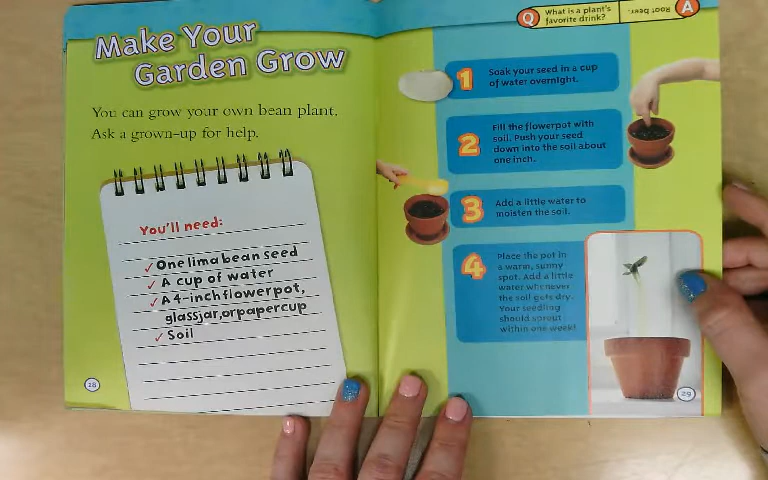 Make Your
Garden Grow
You can grow your own bean plant.
Ask a grown-up for help.
You'll need:
✓One lima bean seed
✓A cup of water
✓A 4-inch flowerpot,
glass jar, or paper cup
✓Soil
28
Q What is a plant's
favorite drink?
Root beer! A
1 Soak your seed in a cup
of water overnight.
2 Fill the flowerpot with
soil. Push your seed
down into the soil about
one inch.
3 Add a little water to
moisten the soil.
4 Place the pot in
a warm, sunny
spot. Add a little
water whenever
the soil gets dry.
Your seedling
should sprout
within one week!
29